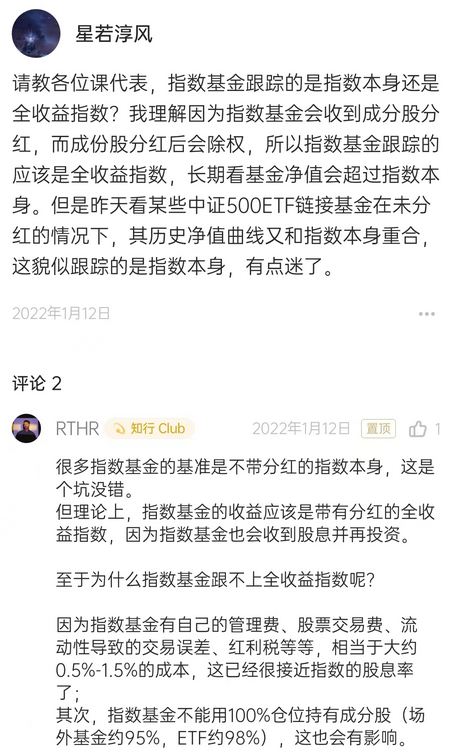 星若淳风
请教各位课代表，指数基金跟踪的是指数本身还是
全收益指数？我理解因为指数基金会收到成分股分
红，而成份股分红后会除权，所以指数基金跟踪的
应该是全收益指数，长期看基金净值会超过指数本
身。但是昨天看某些中证500ETF链接基金在未分
红的情况下，其历史净值曲线又和指数本身重合，
这貌似跟踪的是指数本身，有点迷了。
2022年1月12日
评论 2
RTHR 知行 Club 2022年1月12日 置顶 1
很多指数基金的基准是不带分红的指数本身，这是
个坑没错。
但理论上，指数基金的收益应该是带有分红的全收
益指数，因为指数基金也会收到股息并再投资。
至于为什么指数基金跟不上全收益指数呢？
因为指数基金有自己的管理费、股票交易费、流
动性导致的交易误差、红利税等等，相当于大约
0.5%-1.5%的成本，这已经很接近指数的股息率
了；
其次，指数基金不能用100%仓位持有成分股（场
外基金约95%，ETF约98%），这也会有影响。